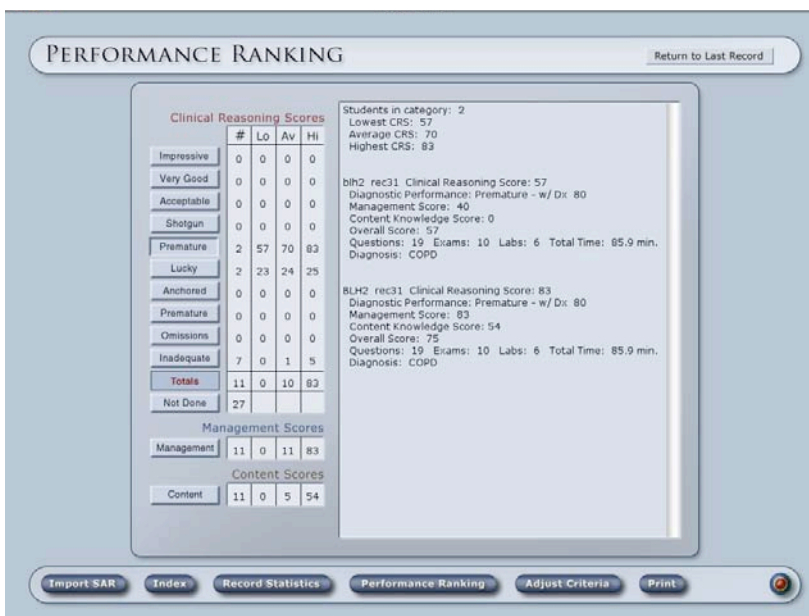 PERFORMANCE RANKING
Return to Last Record
Clinical Reasoning Scores
# Lo Av Hi
Impressive 0 0 0 0
Very Good 0 0 0 0
Acceptable 0 0 0 0
Shotgun 0 0 0 0
Premature 2 57 70 83
Lucky 2 23 24 25
Anchored 0 0 0 0
Premature 0 0 0 0
Omissions 0 0 0 0
Inadequate 7 0 1 5
Totals 11 0 10 83
Not Done 27
Management Scores
Management 11 0 11 83
Content Scores
Content 11 0 5 54
Students in category: 2
Lowest CRS: 57
Average CRS: 70
Highest CRS: 83
blh2 rec31 Clinical Reasoning Score: 57
Diagnostic Performance: Premature - w/ Dx 80
Management Score: 40
Content Knowledge Score: 0
Overall Score: 57
Questions: 19 Exams: 10 Labs: 6 Total Time: 85.9 min.
Diagnosis: COPD
BLH2 rec31 Clinical Reasoning Score: 83
Diagnostic Performance: Premature - w/ Dx 80
Management Score: 83
Content Knowledge Score: 54
Overall Score: 75
Questions: 19 Exams: 10 Labs: 6 Total Time: 85.9 min.
Diagnosis: COPD
Import SAR Index Record Statistics Performance Ranking Adjust Criteria Print